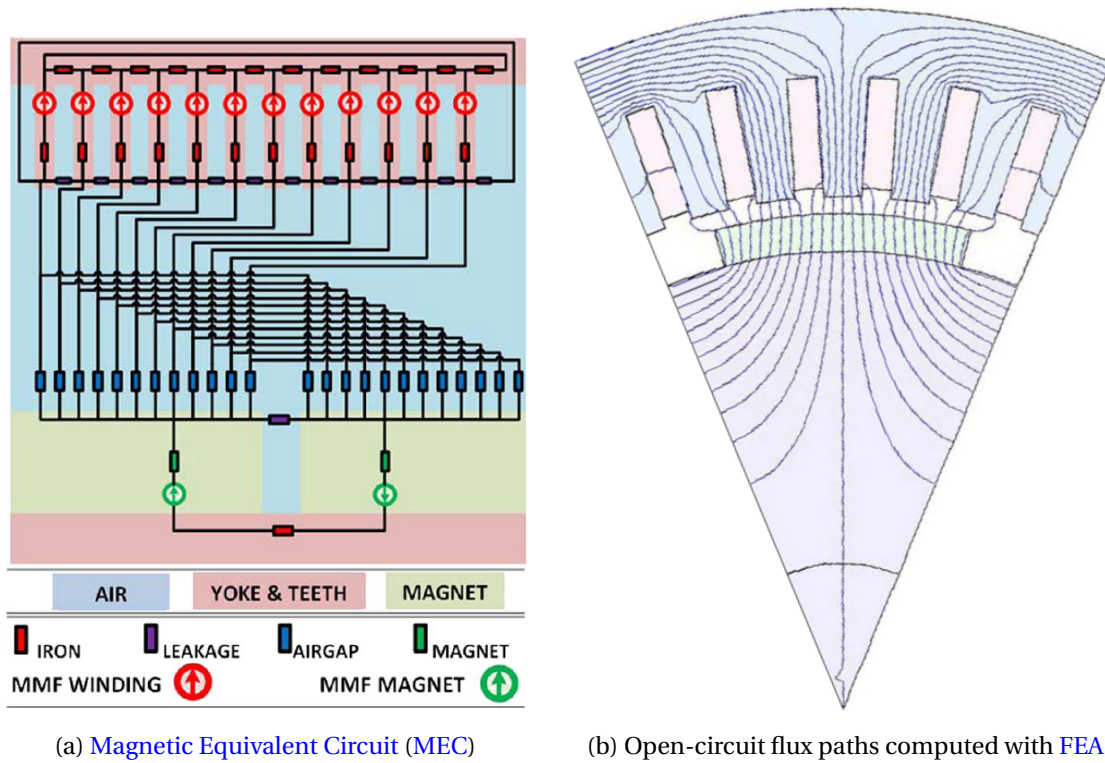 AIR YOKE & TEETH MAGNET
IRON LEAKAGE AIRGAP MAGNET
MMF WINDING MMF MAGNET
(a) Magnetic Equivalent Circuit (MEC) (b) Open-circuit flux paths computed with FEA